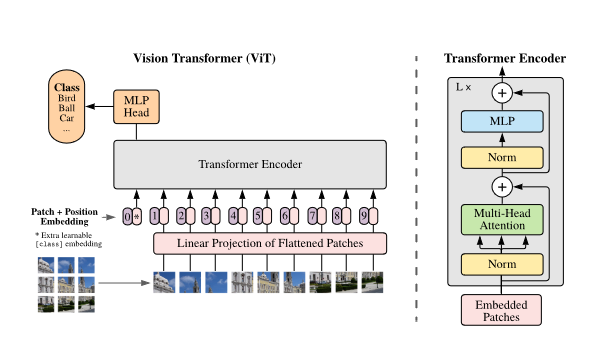 Vision Transformer (ViT)
Class
Bird
Ball
Car
...
MLP
Head
Transformer Encoder
Patch + Position
Embedding
0 * 1 2 3 4 5 6 7 8 9
* Extra learnable
[class] embedding
Linear Projection of Flattened Patches
Transformer Encoder
L ×
+
MLP
Norm
+
Multi-Head
Attention
Norm
Embedded
Patches